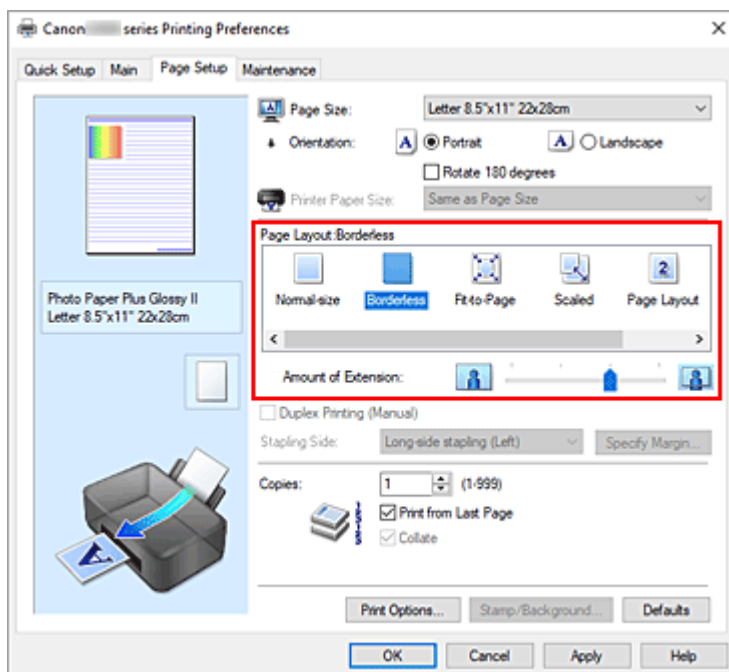 Canon series Printing Preferences
Quick Setup Main Page Setup Maintenance
Page Size: Letter 8.5"x11" 22x28cm
Orientation: A Portrait A Landscape
Rotate 180 degrees
Printer Paper Size: Same as Page Size
Photo Paper Plus Glossy II
Letter 8.5"x11" 22x28cm
Page Layout:Borderless
Normal-size Borderless Fit-to-Page Scaled 2 Page Layout
Amount of Extension:
Duplex Printing (Manual)
Stapling Side: Long-side stapling (Left) Specify Margin...
Copies: 1 (1-999)
Print from Last Page
Collate
A
Print Options... Stamp/Background... Defaults
OK Cancel Apply Help